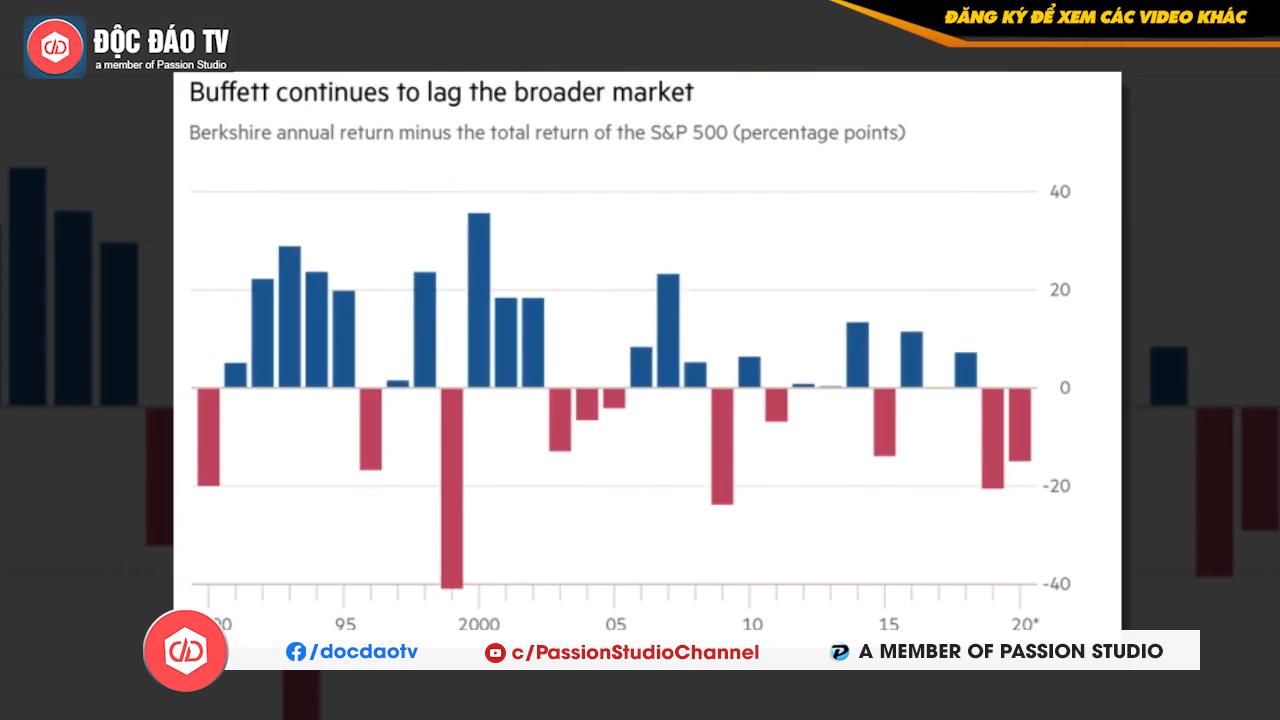 ĐỘC ĐÁO TV
a member of Passion Studio
ĐĂNG KÝ ĐỂ XEM CÁC VIDEO KHÁC
Buffett continues to lag the broader market
Berkshire annual return minus the total return of the S&P 500 (percentage points)
40
20
0
-20
-40
95
2000
05
10
15
20*
/docdaotv
c/PassionStudioChannel
A MEMBER OF PASSION STUDIO